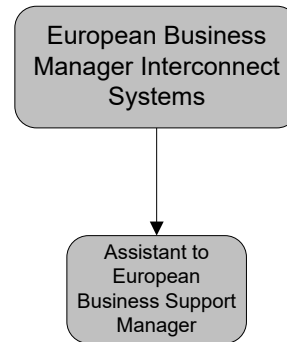 European Business
Manager Interconnect
Systems
Assistant to
European
Business Support
Manager